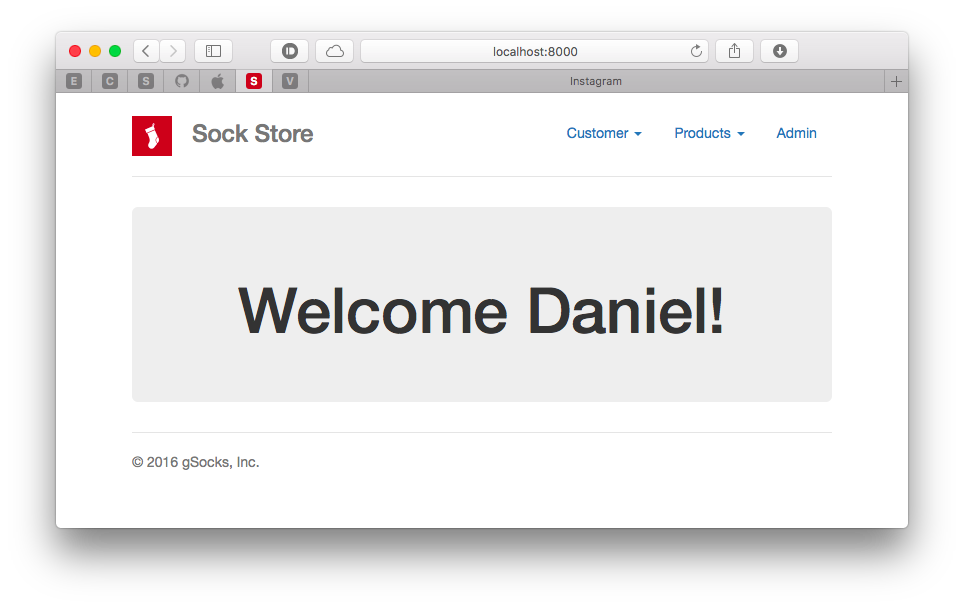 localhost:8000
E C S S V Instagram
Sock Store Customer Products Admin
Welcome Daniel!
© 2016 gSocks, Inc.